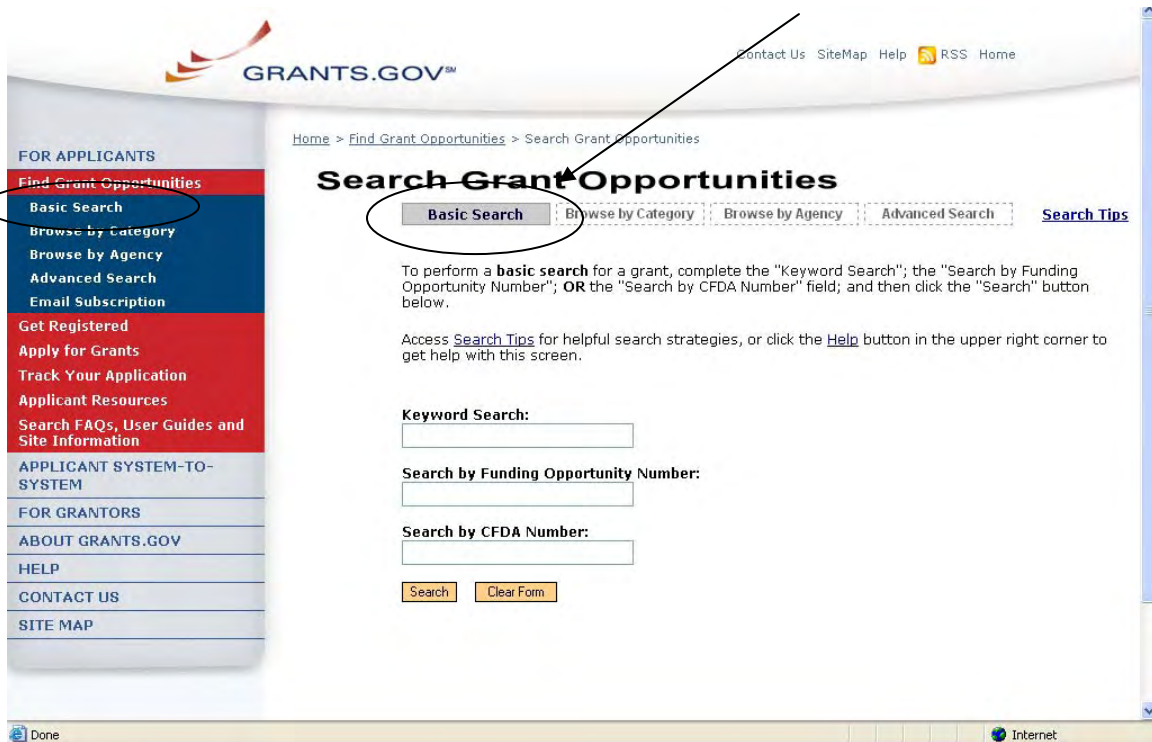 GRANTS.GOV℠
Contact Us SiteMap Help RSS Home
Home > Find Grant Opportunities > Search Grant Opportunities
FOR APPLICANTS
Find Grant Opportunities
Basic Search
Browse by Category
Browse by Agency
Advanced Search
Email Subscription
Get Registered
Apply for Grants
Track Your Application
Applicant Resources
Search FAQs, User Guides and
Site Information
APPLICANT SYSTEM-TO-
SYSTEM
FOR GRANTORS
ABOUT GRANTS.GOV
HELP
CONTACT US
SITE MAP
Search Grant Opportunities
Basic Search Browse by Category Browse by Agency Advanced Search Search Tips
To perform a basic search for a grant, complete the "Keyword Search"; the "Search by Funding
Opportunity Number"; OR the "Search by CFDA Number" field; and then click the "Search" button
below.
Access Search Tips for helpful search strategies, or click the Help button in the upper right corner to
get help with this screen.
Keyword Search:
Search by Funding Opportunity Number:
Search by CFDA Number:
Search Clear Form
Done Internet